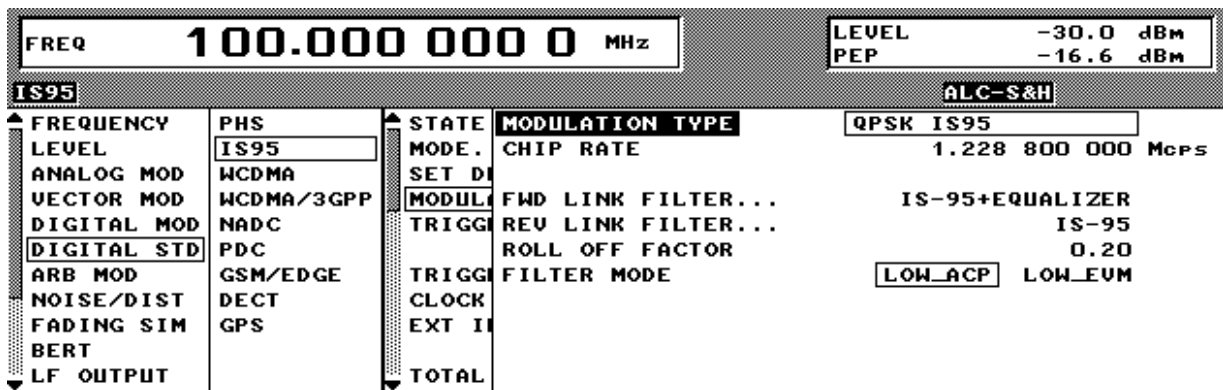 FREQ 100.000 000 0 MHz
LEVEL -30.0 dBm
PEP -16.6 dBm
IS95
ALC-S&H
FREQUENCY
LEVEL
ANALOG MOD
VECTOR MOD
DIGITAL MOD
DIGITAL STD
ARB MOD
NOISE/DIST
FADING SIM
BERT
LF OUTPUT
PHS
IS95
WCDMA
WCDMA/3GPP
NADC
PDC
GSM/EDGE
DECT
GPS
STATE
MODE.
SET
MODUL
TRIGG
TRIGG
CLOCK
EXT
TOTAL
MODULATION TYPE QPSK IS95
CHIP RATE 1.228 800 000 Mcps
FWD LINK FILTER... IS-95+EQUALIZER
REV LINK FILTER... IS-95
ROLL OFF FACTOR 0.20
FILTER MODE LOW_ACP LOW_EVM